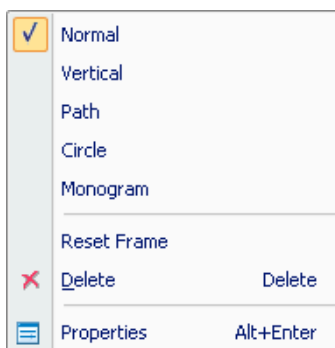 Normal
Vertical
Path
Circle
Monogram
Reset Frame
Delete Delete
Properties Alt+Enter